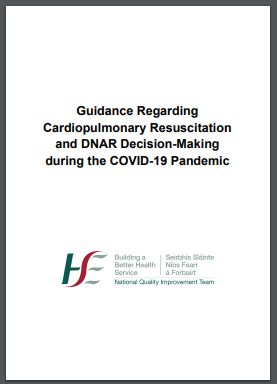 Guidance Regarding
Cardiopulmonary Resuscitation
and DNAR Decision-Making
during the COVID-19 Pandemic
HSE
Building a
Better Health
Service
Seirbhís Sláinte
Níos Fearr
á Forbairt
National Quality Improvement Team